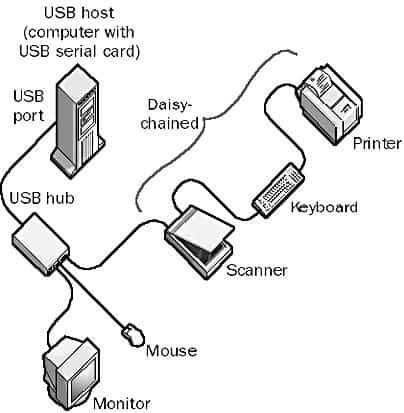 USB host
(computer with
USB serial card)
USB
port
Daisy-
chained
Printer
USB hub
Keyboard
Scanner
Mouse
Monitor